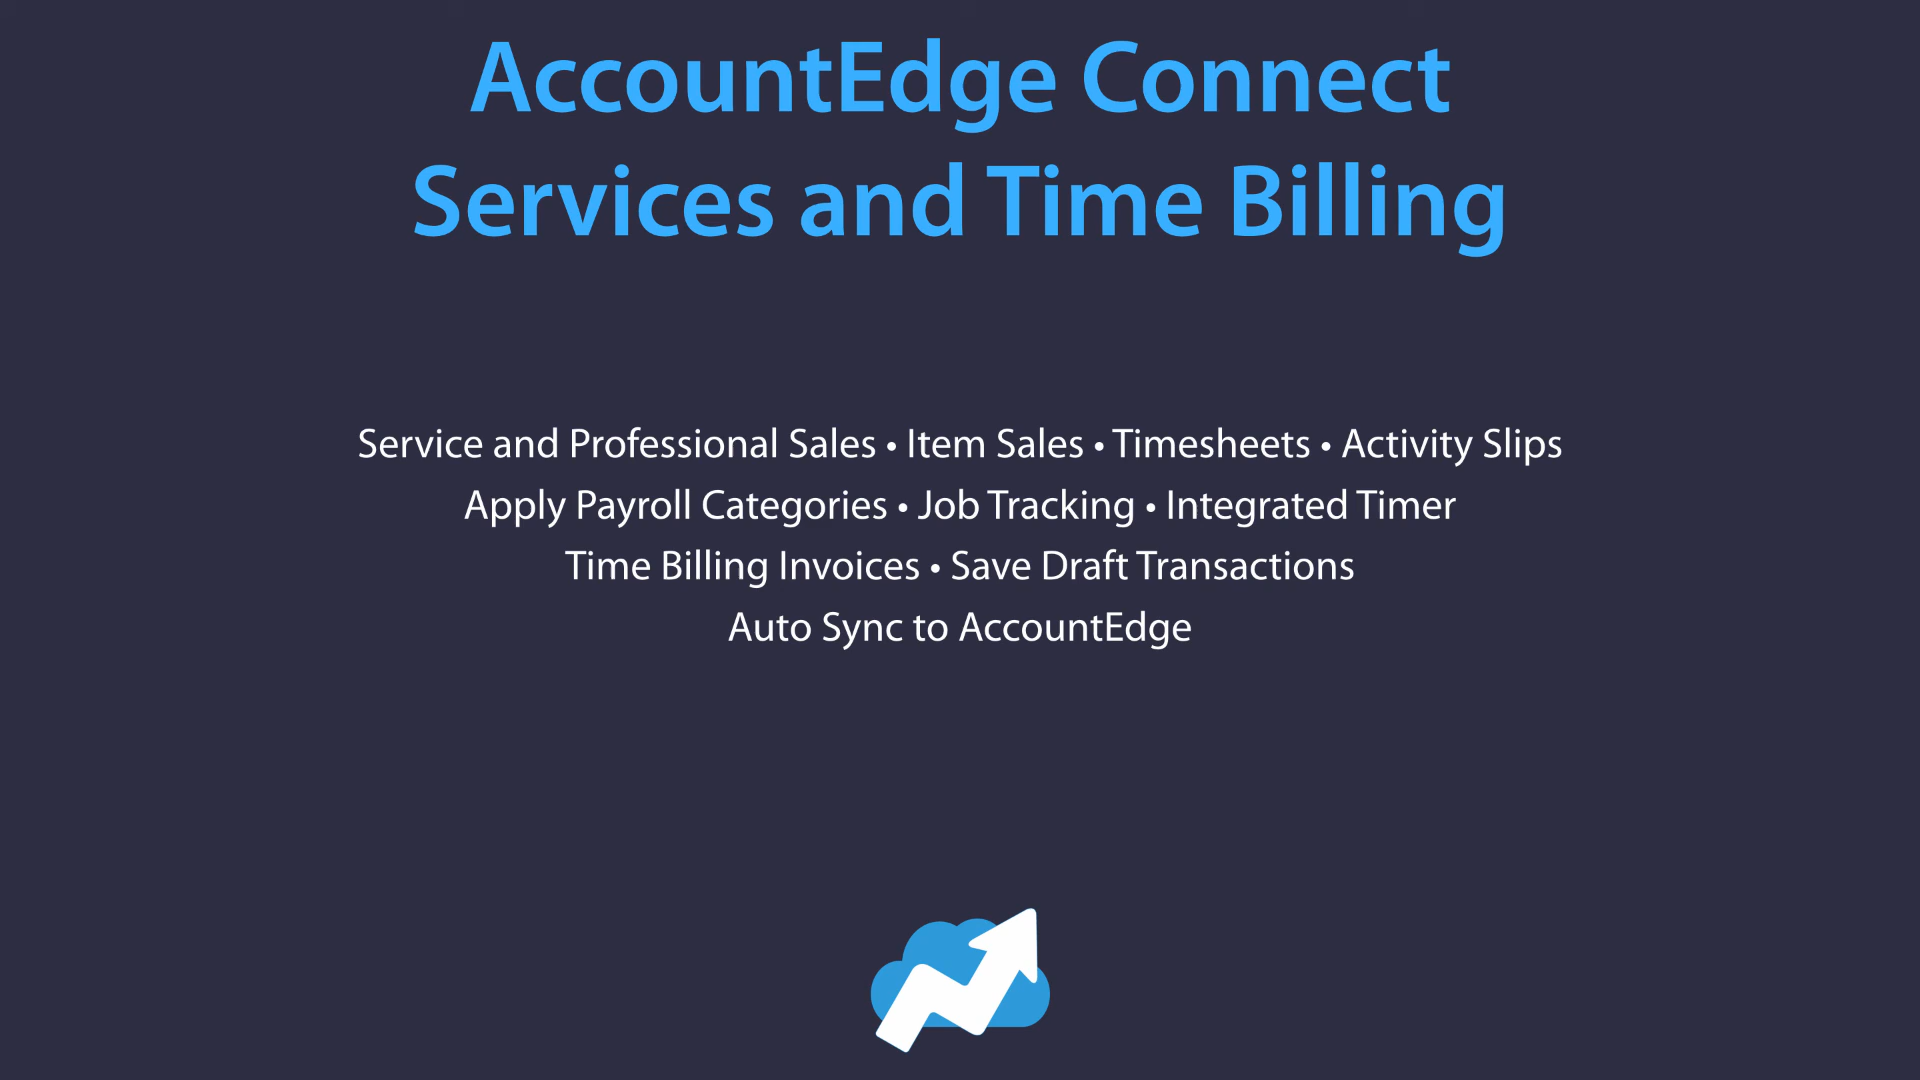 AccountEdge Connect
Services and Time Billing
Service and Professional Sales • Item Sales • Timesheets • Activity Slips
Apply Payroll Categories • Job Tracking • Integrated Timer
Time Billing Invoices • Save Draft Transactions
Auto Sync to AccountEdge